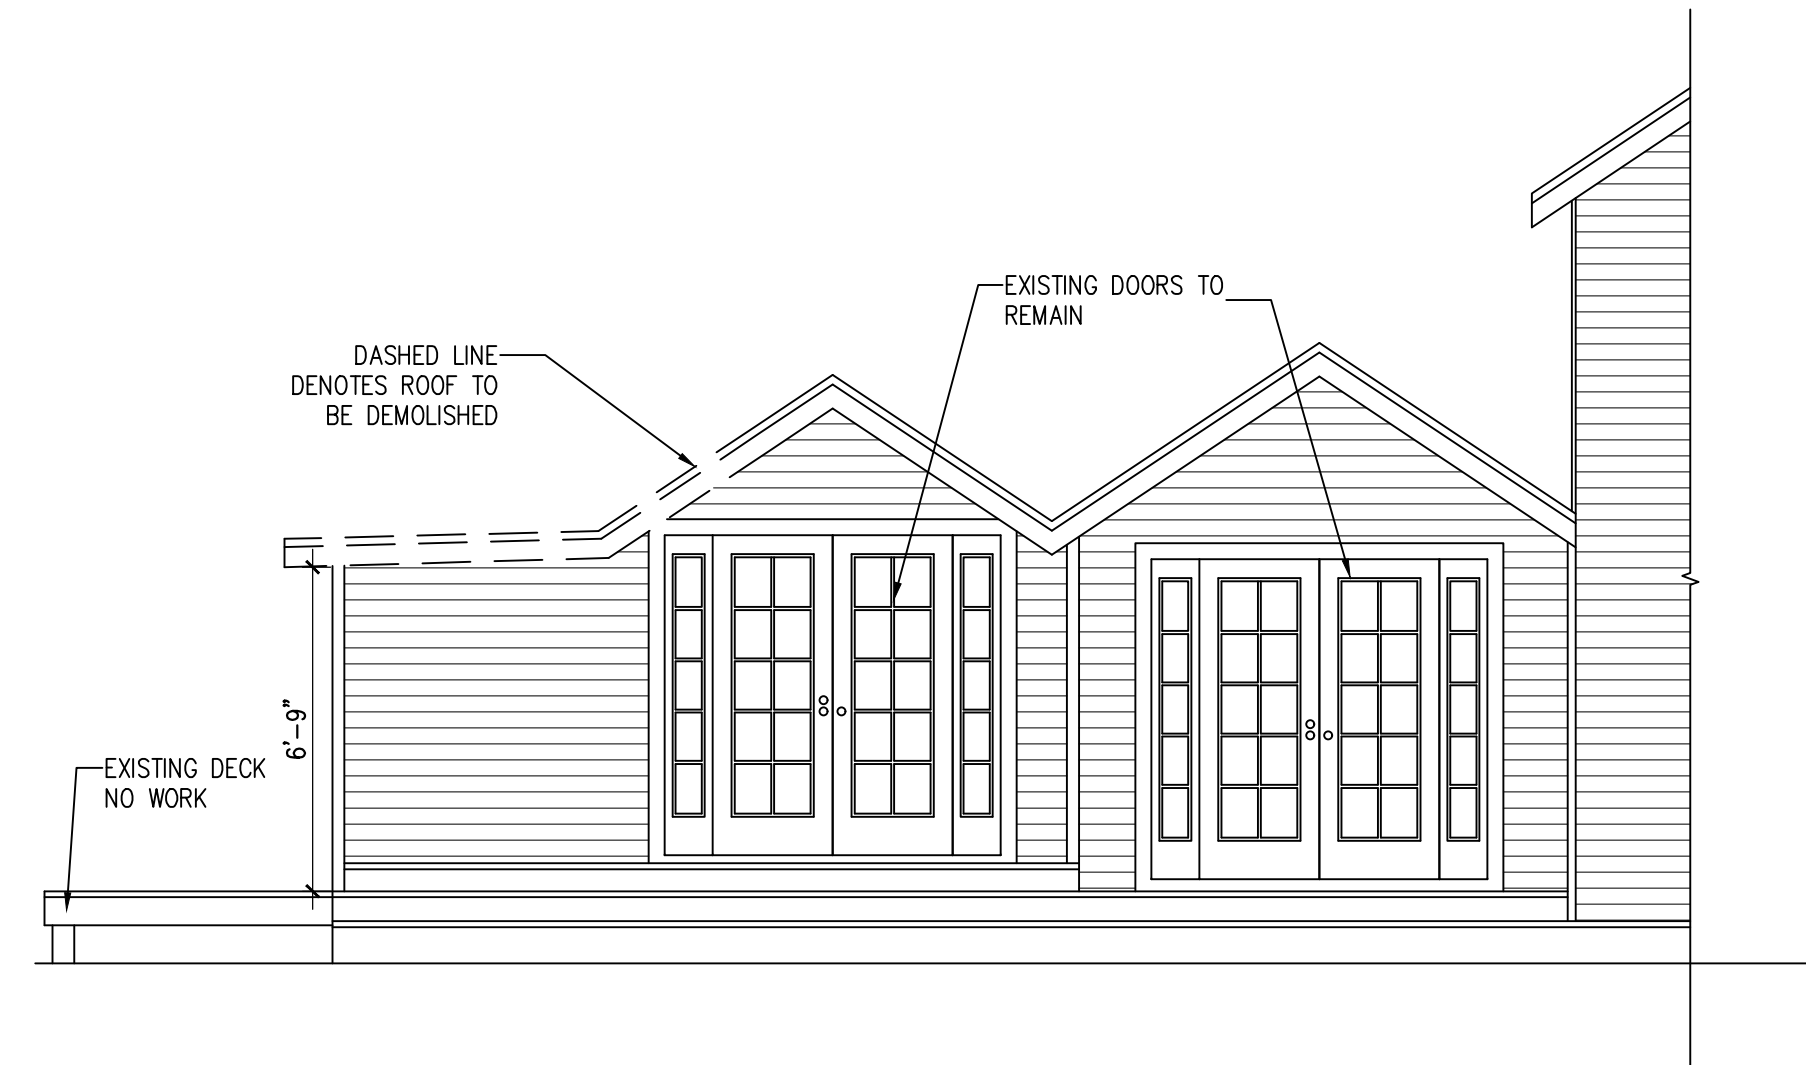 EXISTING DOORS TO
REMAIN
DASHED LINE
DENOTES ROOF TO
BE DEMOLISHED
6'-9"
EXISTING DECK
NO WORK